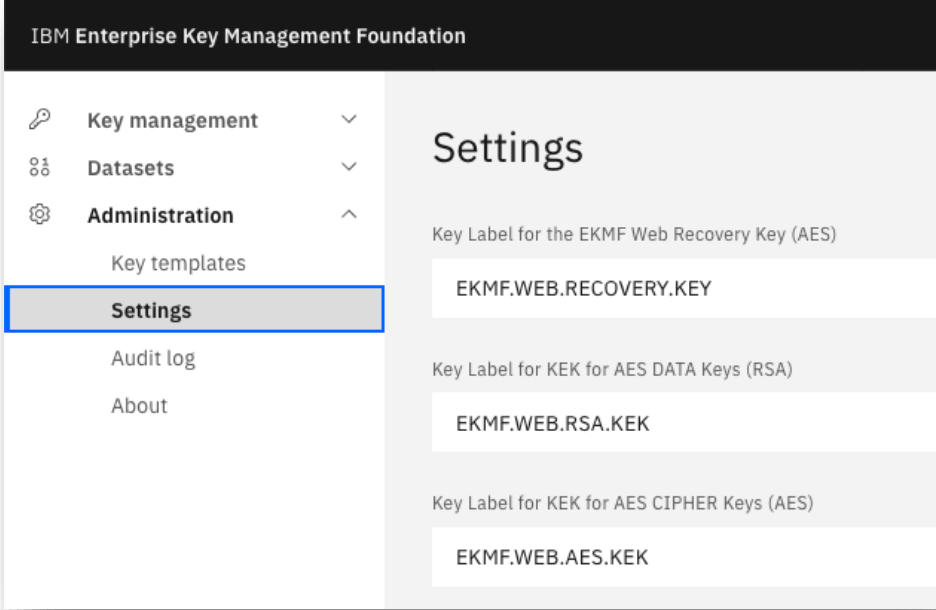 IBM Enterprise Key Management Foundation
Key management
Datasets
Administration
Key templates
Settings
Audit log
About
Settings
Key Label for the EKMF Web Recovery Key (AES)
EKMF.WEB.RECOVERY.KEY
Key Label for KEK for AES DATA Keys (RSA)
EKMF.WEB.RSA.KEK
Key Label for KEK for AES CIPHER Keys (AES)
EKMF.WEB.AES.KEK